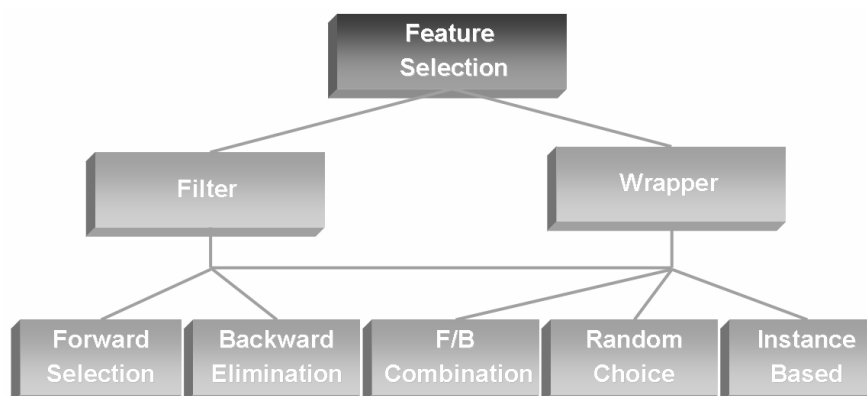 Feature
Selection
Filter
Wrapper
Forward
Selection
Backward
Elimination
F/B
Combination
Random
Choice
Instance
Based